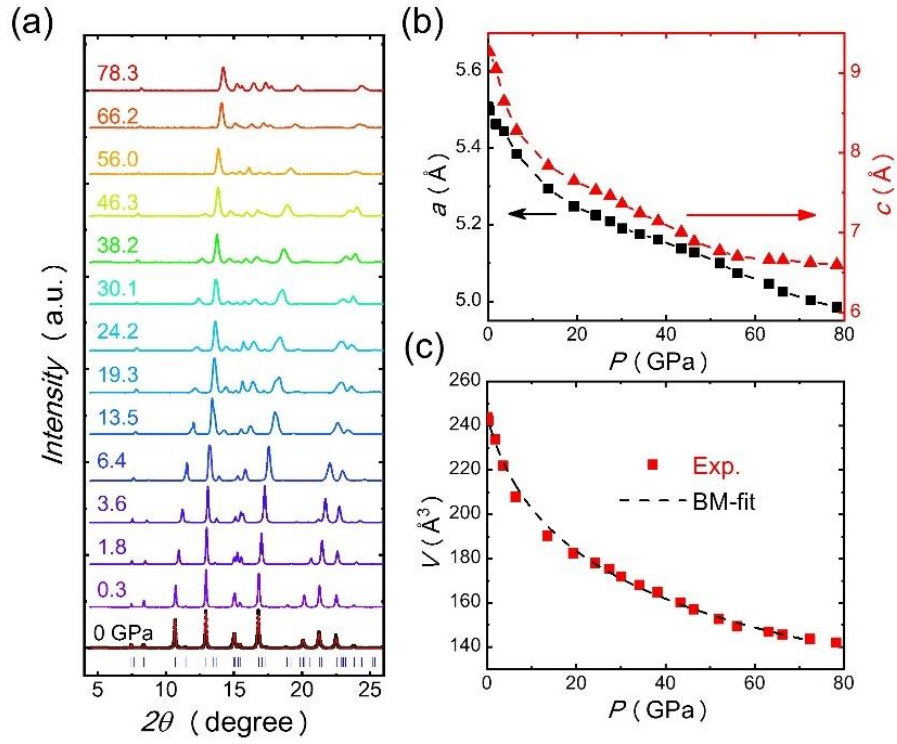 (a)
78.3
66.2
56.0
46.3
38.2
30.1
24.2
19.3
13.5
6.4
3.6
1.8
0.3
0 GPa
Intensity (a.u.)
5 10 15 20 25
2θ (degree)
(b)
5.6
5.4
5.2
5.0
a (Å)
9
8
7
6
c (Å)
0 20 40 60 80
P (GPa)
(c)
260
240
220
200
180
160
140
V (Å³)
Exp.
BM-fit
0 20 40 60 80
P (GPa)